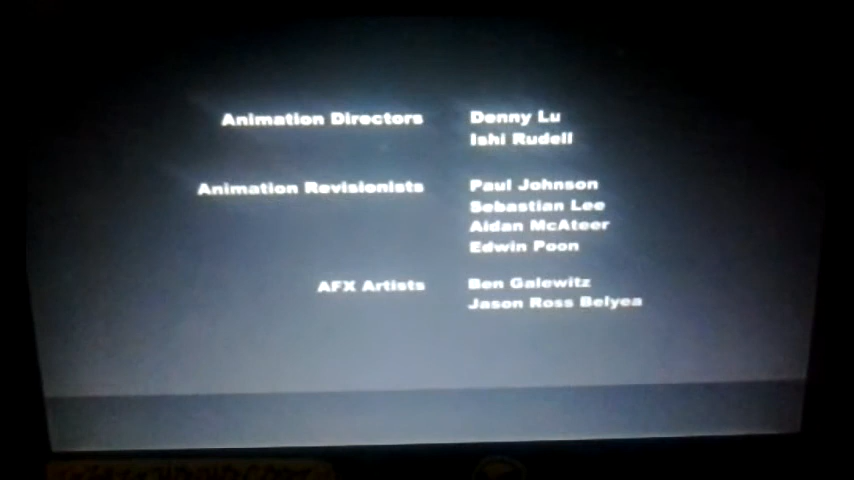 Animation Directors Denny Lu
Ishi Rudell
Animation Revisionists Paul Johnson
Sebastian Lee
Aidan McAteer
Edwin Poon
AFX Artists Ben Galewitz
Jason Ross Belyea